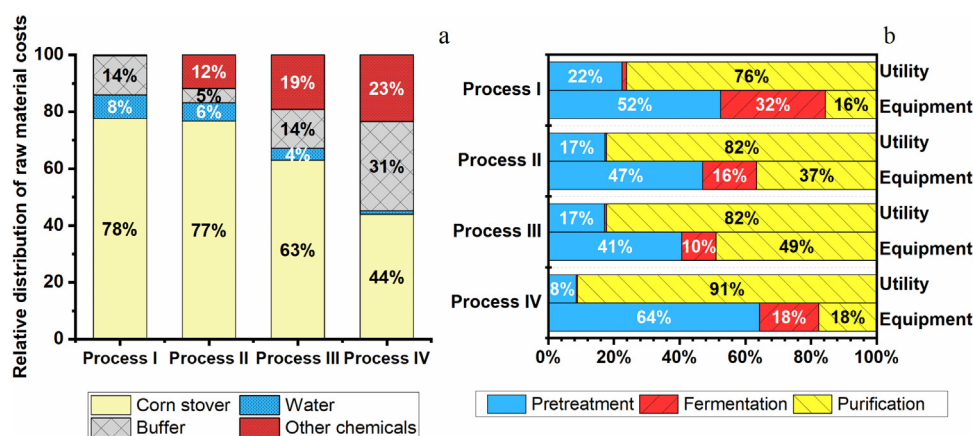 a
Relative distribution of raw material costs
100
80
60
40
20
0
14%
8%
78%
12%
5%
6%
77%
19%
14%
4%
63%
23%
31%
44%
Process I Process II Process III Process IV
Corn stover Water
Buffer Other chemicals
b
Process I
22% 76% Utility
52% 32% 16% Equipment
Process II
17% 82% Utility
47% 16% 37% Equipment
Process III
17% 82% Utility
41% 10% 49% Equipment
Process IV
8% 91% Utility
64% 18% 18% Equipment
0% 20% 40% 60% 80% 100%
Pretreatment Fermentation Purification